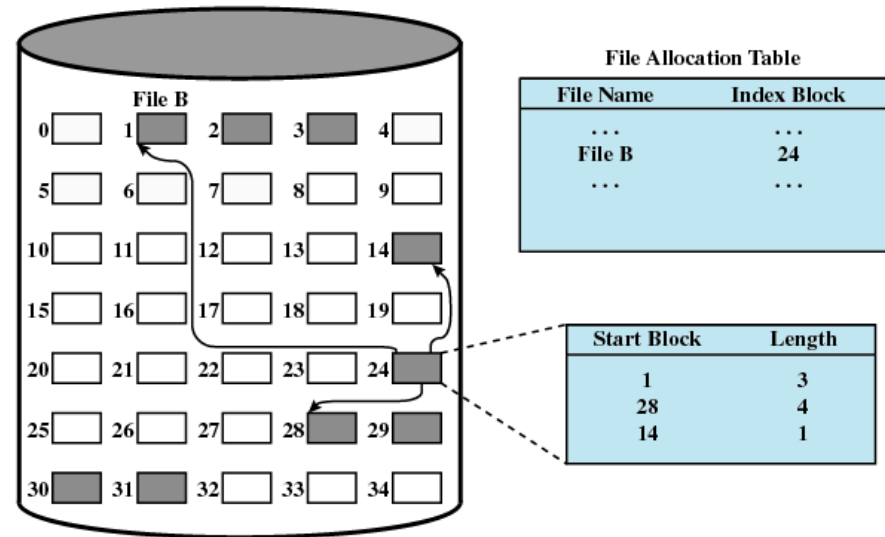 File Allocation Table
File Name Index Block
. . . . . .
File B 24
. . . . . .
File B
0 1 2 3 4
5 6 7 8 9
10 11 12 13 14
15 16 17 18 19
20 21 22 23 24
25 26 27 28 29
30 31 32 33 34
Start Block Length
1 3
28 4
14 1